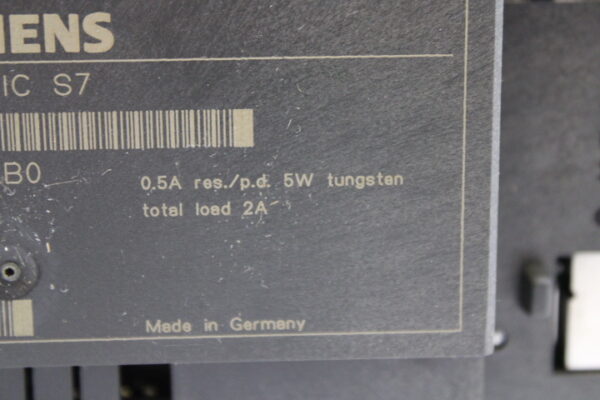 IENS
IC S7
B0
0.5A res./p.d. 5W tungsten
total load 2A
Made in Germany